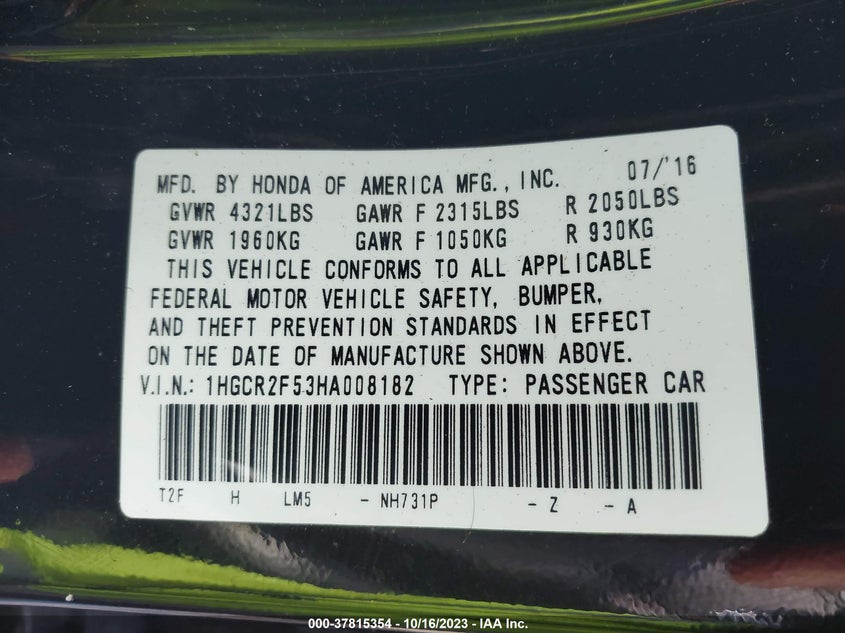 MFD. BY HONDA OF AMERICA MFG., INC. 07/'16
GVWR 4321LBS GAWR F 2315LBS R 2050LBS
GVWR 1960KG GAWR F 1050KG R 930KG
THIS VEHICLE CONFORMS TO ALL APPLICABLE
FEDERAL MOTOR VEHICLE SAFETY, BUMPER,
AND THEFT PREVENTION STANDARDS IN EFFECT
ON THE DATE OF MANUFACTURE SHOWN ABOVE.
V.I.N.: 1HGCR2F53HA008182 TYPE: PASSENGER CAR
T2F H LM5 - NH731P - Z - A
000-37815354 - 10/16/2023 - IAA Inc.